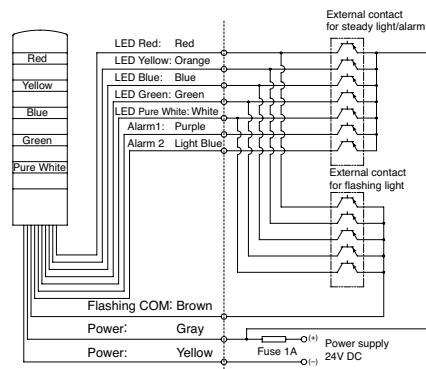 External contact
for steady light/alarm
LED Red: Red
LED Yellow: Orange
LED Blue: Blue
LED Green: Green
LED Pure White: White
Alarm1: Purple
Alarm 2 Light Blue
Red
Yellow
Blue
Green
Pure White
External contact
for flashing light
Flashing COM: Brown
Power: Gray
Power: Yellow
Fuse 1A
(+)
(−)
Power supply
24V DC